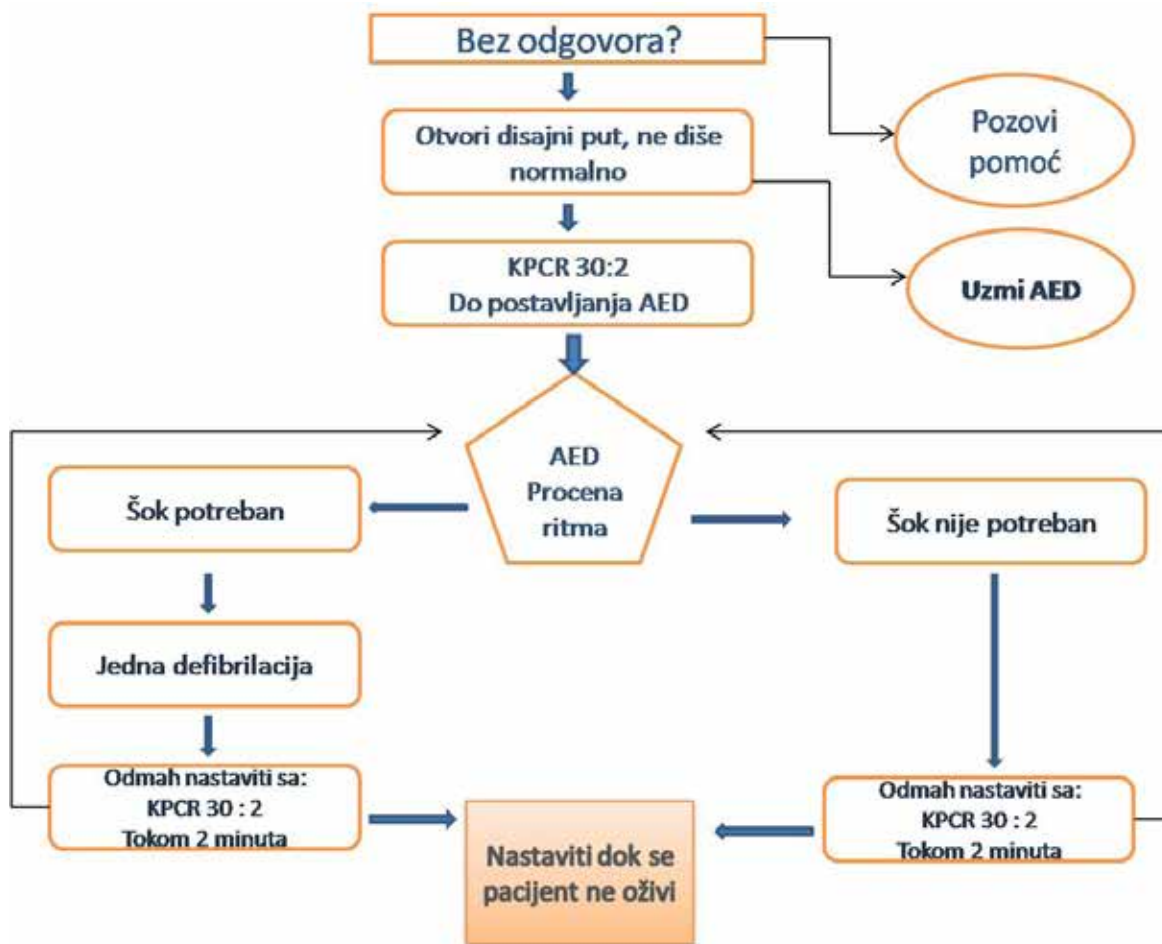 Bez odgovora?
Pozovi
pomoć
Otvori disajni put, ne diše
normalno
Uzmi AED
KPCR 30:2
Do postavljanja AED
AED
Procena
ritma
Šok potreban
Šok nije potreban
Jedna defibrilacija
Odmah nastaviti sa:
KPCR 30 : 2
Tokom 2 minuta
Odmah nastaviti sa:
KPCR 30 : 2
Tokom 2 minuta
Nastaviti dok se
pacijent ne oživi